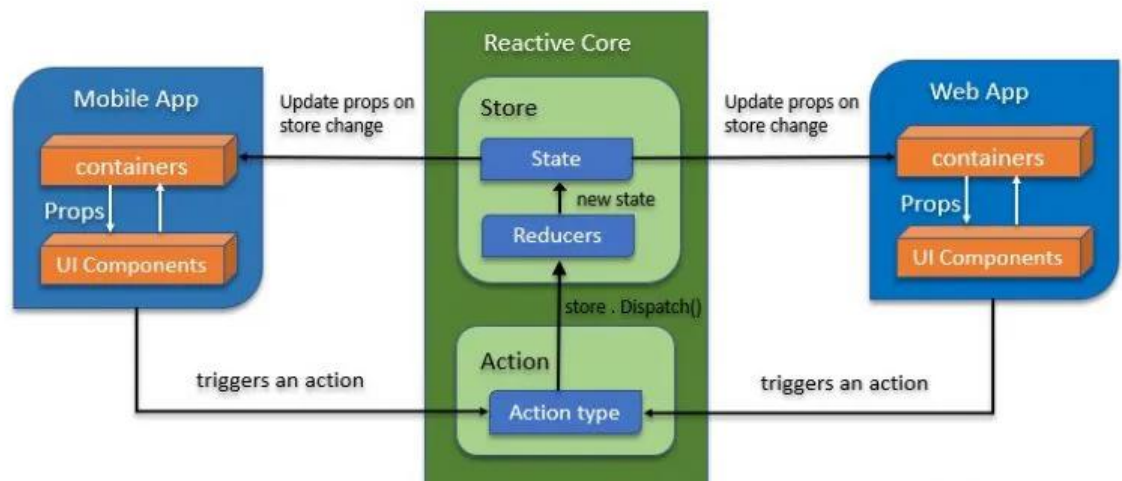 Reactive Core
Mobile App
containers
Props
UI Components
Update props on
store change
Store
State
new state
Reducers
store . Dispatch()
Action
Action type
Update props on
store change
Web App
containers
Props
UI Components
triggers an action
triggers an action